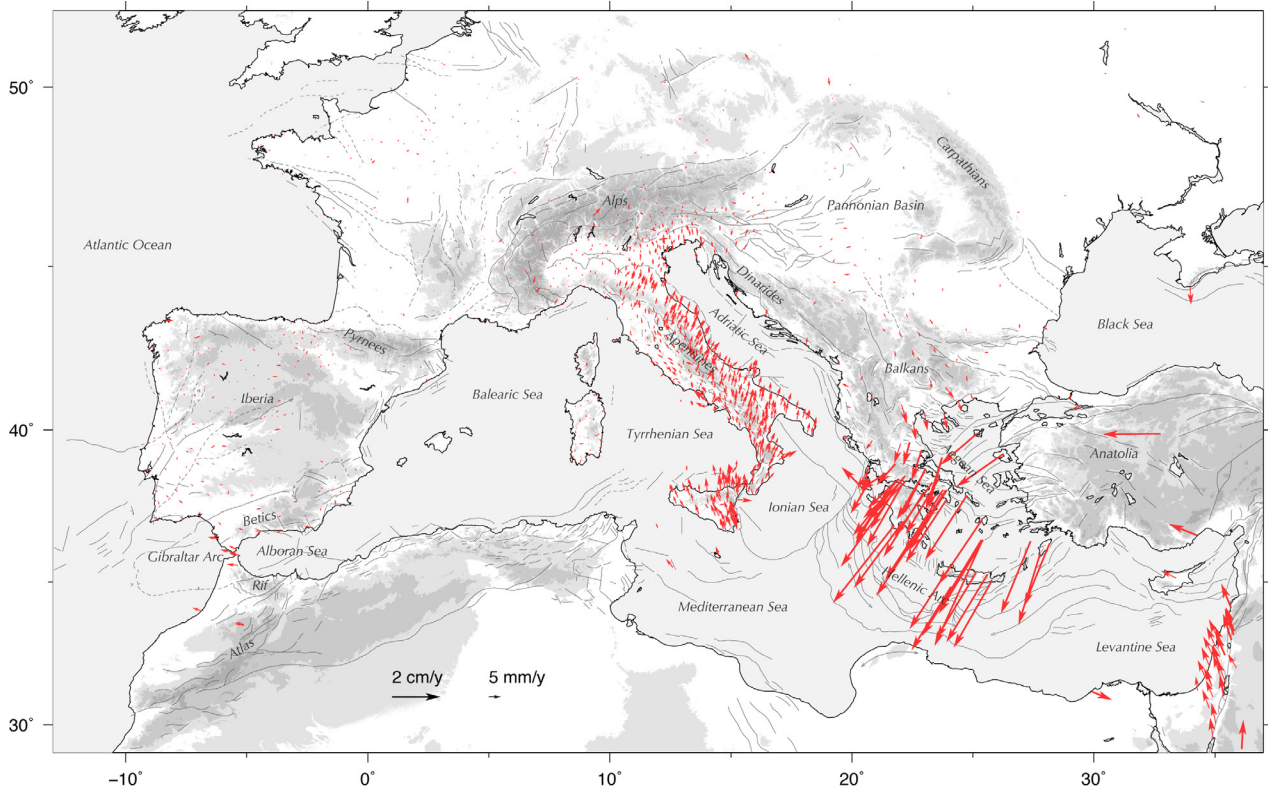 50°
Carpathians
Alps
Pannonian Basin
Atlantic Ocean
Dinarides
Adriatic Sea
Black Sea
Pyrnees
Apennines
Balkans
Balearic Sea
Iberia
40°
Tyrrhenian Sea
Aegean Sea
Anatolia
Betics
Ionian Sea
Gibraltar Arc
Alboran Sea
Rif
Hellenic Arc
Mediterranean Sea
Atlas
Levantine Sea
2 cm/y
5 mm/y
30°
−10°
0°
10°
20°
30°